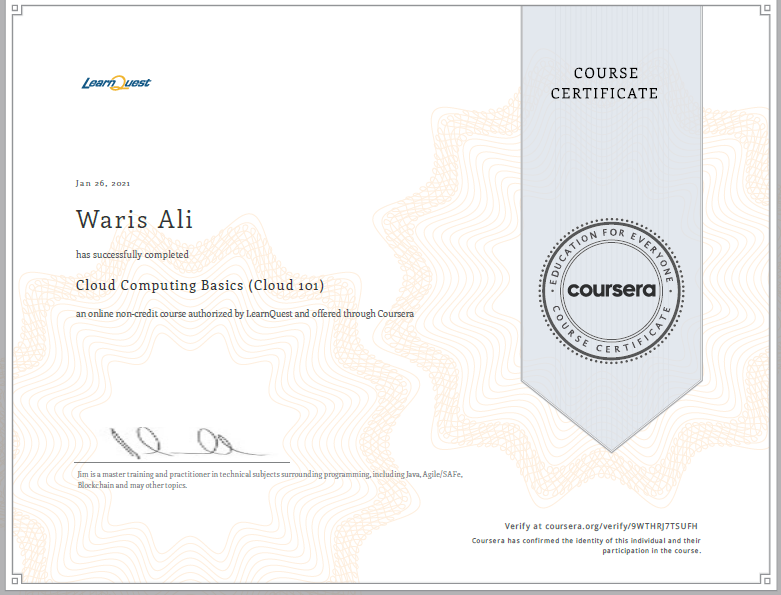 LearnQuest
COURSE
CERTIFICATE
Jan 26, 2021
Waris Ali
has successfully completed
Cloud Computing Basics (Cloud 101)
an online non-credit course authorized by LearnQuest and offered through Coursera
EDUCATION FOR EVERYONE
coursera
COURSE CERTIFICATE
Jim is a master training and practitioner in technical subjects surrounding programming, including Java, Agile/SAFe,
Blockchain and may other topics.
Verify at coursera.org/verify/9WTHRJ7TSUFH
Coursera has confirmed the identity of this individual and their
participation in the course.